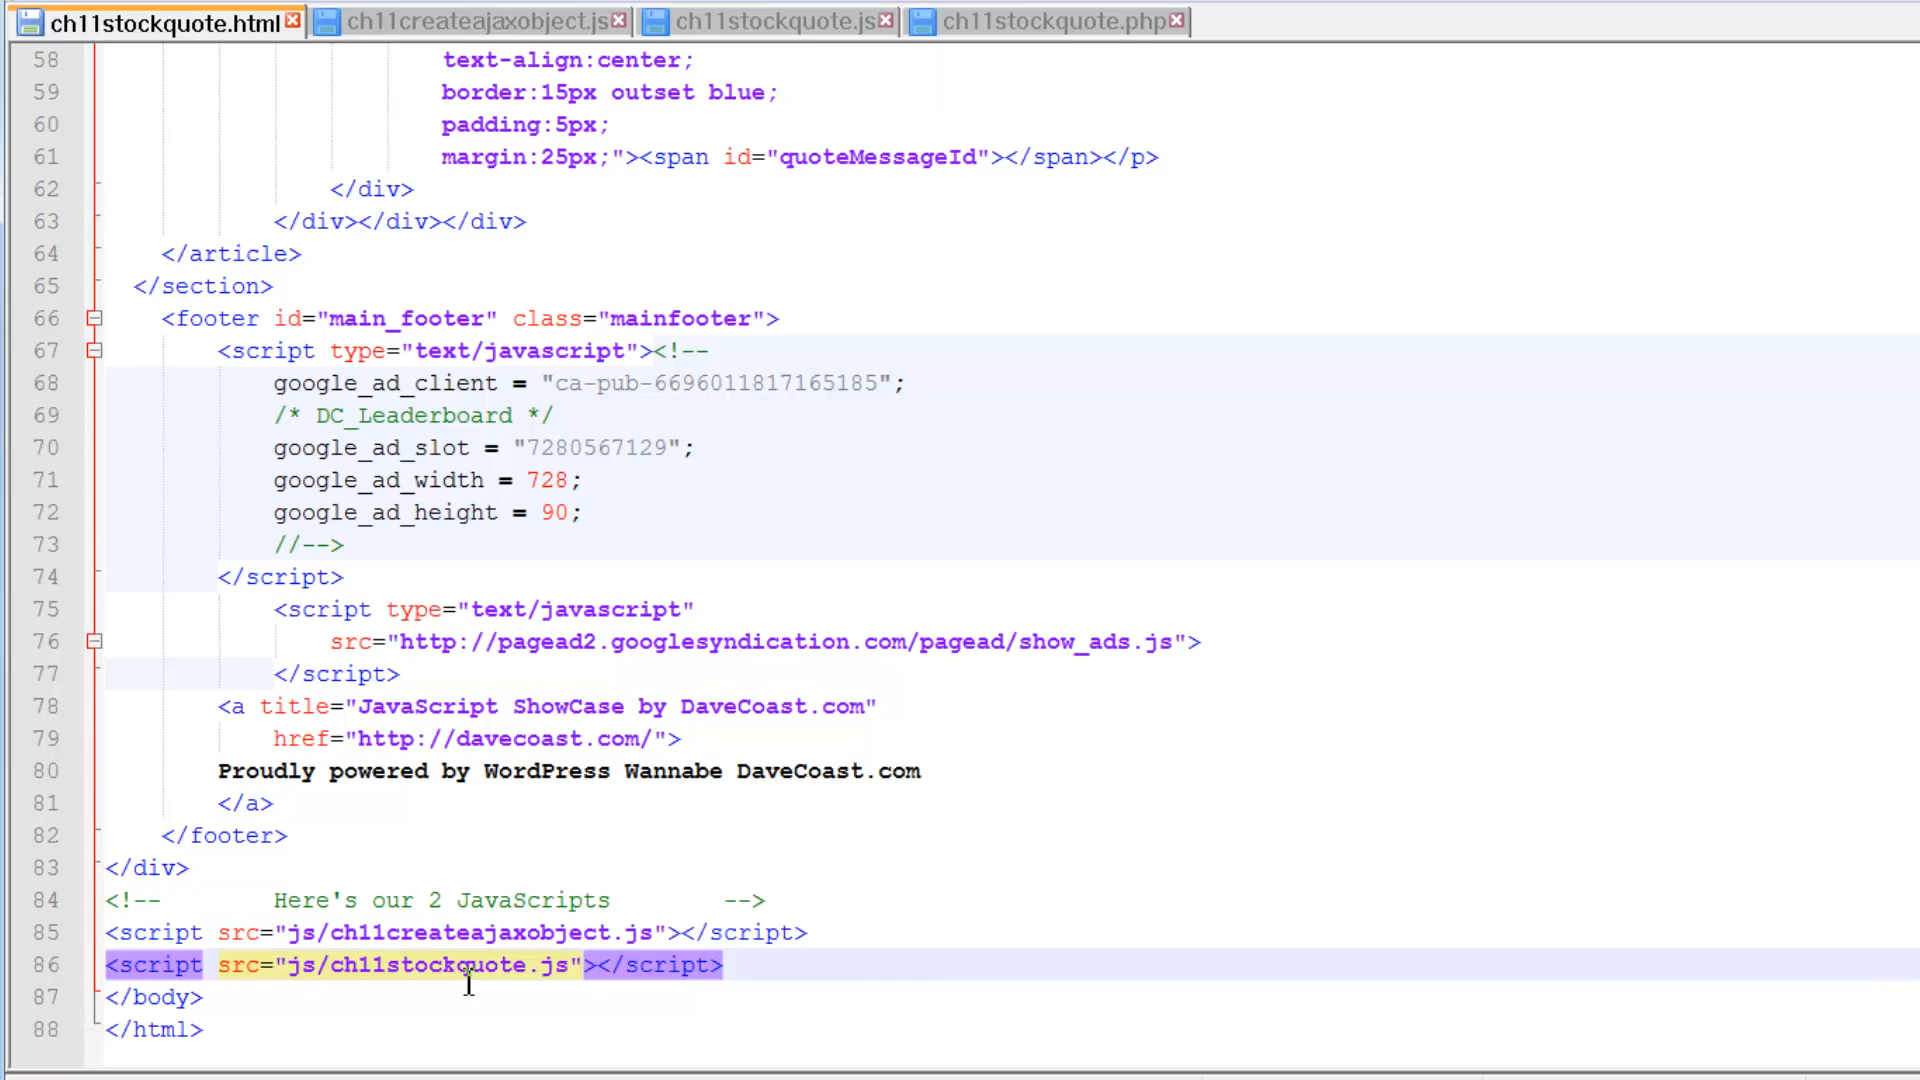 ch11stockquote.html ch11createajaxobject.js ch11stockquote.js ch11stockquote.php
58 text-align:center;
59 border:15px outset blue;
60 padding:5px;
61 margin:25px;"><span id="quoteMessageId"></span></p>
62 </div>
63 </div></div></div>
64 </article>
65 </section>
66 <footer id="main_footer" class="mainfooter">
67 <script type="text/javascript"><!--
68 google_ad_client = "ca-pub-6696011817165185";
69 /* DC_Leaderboard */
70 google_ad_slot = "7280567129";
71 google_ad_width = 728;
72 google_ad_height = 90;
73 //-->
74 </script>
75 <script type="text/javascript"
76 src="http://pagead2.googlesyndication.com/pagead/show_ads.js">
77 </script>
78 <a title="JavaScript ShowCase by DaveCoast.com"
79 href="http://davecoast.com/">
80 Proudly powered by WordPress Wannabe DaveCoast.com
81 </a>
82 </footer>
83 </div>
84 <!-- Here's our 2 JavaScripts -->
85 <script src="js/ch11createajaxobject.js"></script>
86 <script src="js/ch11stockquote.js"></script>
87 </body>
88 </html>